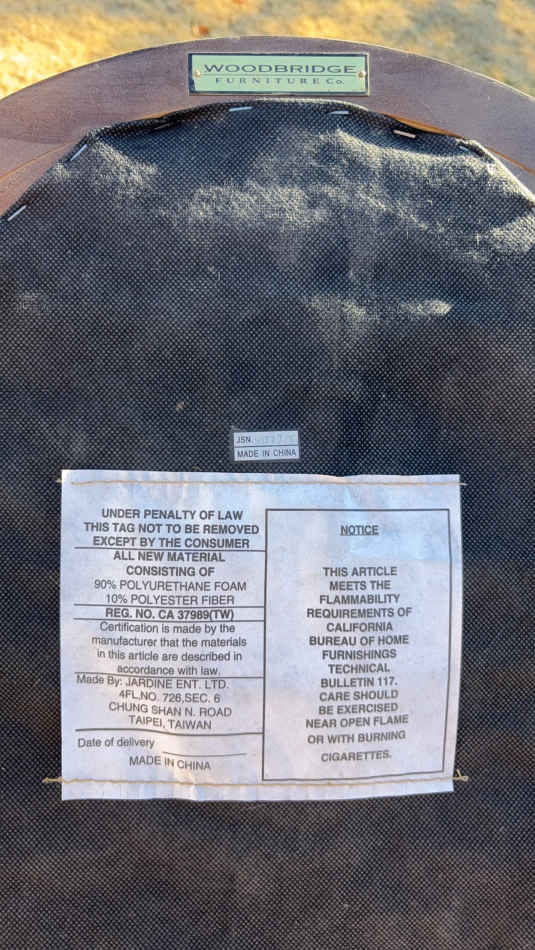 WOODBRIDGE
FURNITURE Co.
JSN
MADE IN CHINA
UNDER PENALTY OF LAW
THIS TAG NOT TO BE REMOVED
EXCEPT BY THE CONSUMER
ALL NEW MATERIAL
CONSISTING OF
90% POLYURETHANE FOAM
10% POLYESTER FIBER
REG. NO. CA 37989(TW)
Certification is made by the
manufacturer that the materials
in this article are described in
accordance with law.
Made By: JARDINE ENT. LTD.
4FL,NO. 726,SEC. 6
CHUNG SHAN N. ROAD
TAIPEI, TAIWAN
Date of delivery
MADE IN CHINA
NOTICE
THIS ARTICLE
MEETS THE
FLAMMABILITY
REQUIREMENTS OF
CALIFORNIA
BUREAU OF HOME
FURNISHINGS
TECHNICAL
BULLETIN 117.
CARE SHOULD
BE EXERCISED
NEAR OPEN FLAME
OR WITH BURNING
CIGARETTES.